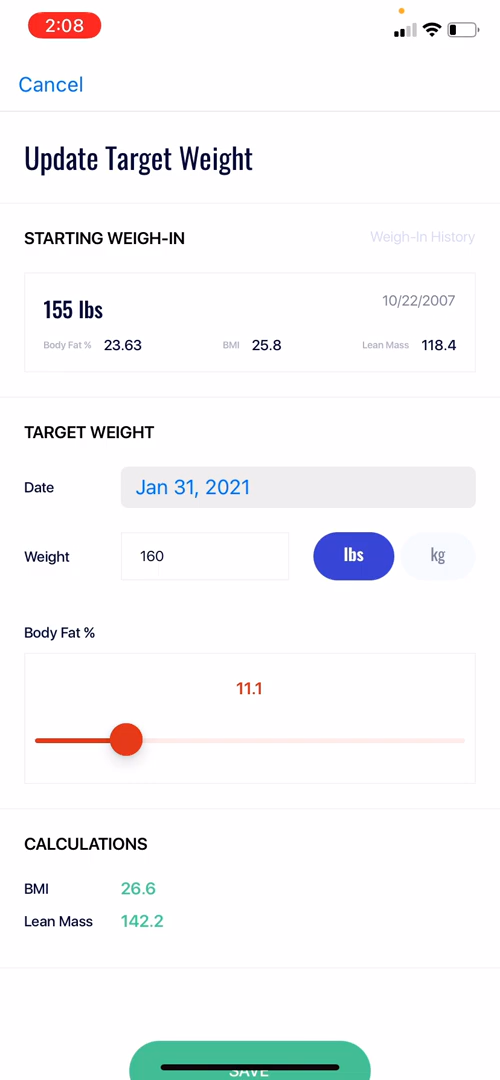 2:08
Cancel
Update Target Weight
STARTING WEIGH-IN
Weigh-In History
155 lbs
10/22/2007
Body Fat % 23.63 BMI 25.8 Lean Mass 118.4
TARGET WEIGHT
Date Jan 31, 2021
Weight 160 lbs kg
Body Fat %
11.1
CALCULATIONS
BMI 26.6
Lean Mass 142.2
SAVE